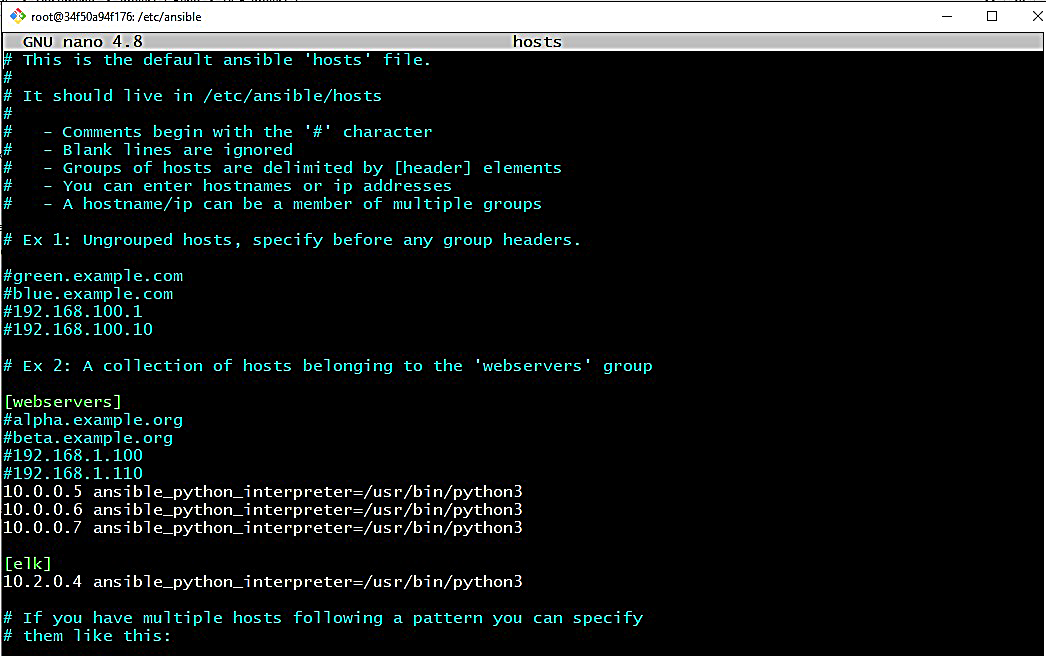 root@34f50a94f176: /etc/ansible
GNU nano 4.8 hosts
# This is the default ansible 'hosts' file.
#
# It should live in /etc/ansible/hosts
#
#   - Comments begin with the '#' character
#   - Blank lines are ignored
#   - Groups of hosts are delimited by [header] elements
#   - You can enter hostnames or ip addresses
#   - A hostname/ip can be a member of multiple groups
# Ex 1: Ungrouped hosts, specify before any group headers.
#green.example.com
#blue.example.com
#192.168.100.1
#192.168.100.10
# Ex 2: A collection of hosts belonging to the 'webservers' group
[webservers]
#alpha.example.org
#beta.example.org
#192.168.1.100
#192.168.1.110
10.0.0.5 ansible_python_interpreter=/usr/bin/python3
10.0.0.6 ansible_python_interpreter=/usr/bin/python3
10.0.0.7 ansible_python_interpreter=/usr/bin/python3
[elk]
10.2.0.4 ansible_python_interpreter=/usr/bin/python3
# If you have multiple hosts following a pattern you can specify
# them like this: